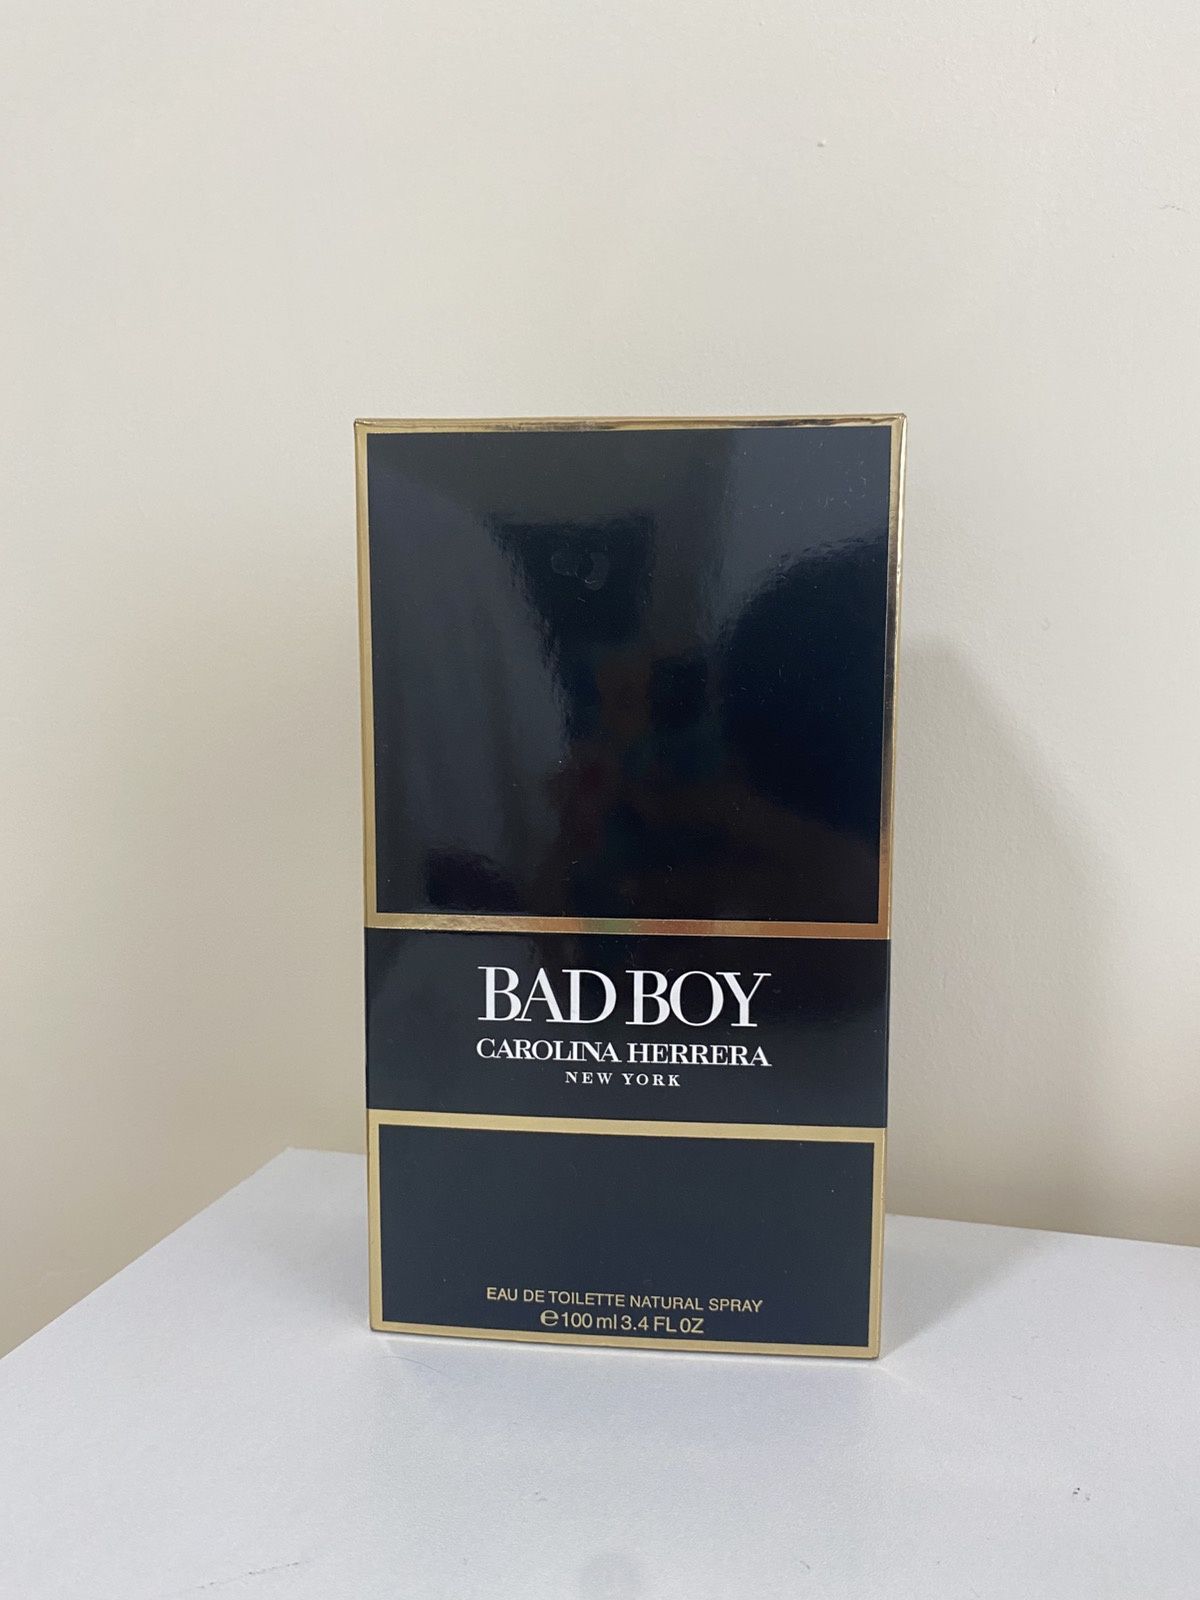 BAD BOY
CAROLINA HERRERA
NEW YORK
EAU DE TOILETTE NATURAL SPRAY
℮100 ml 3.4 FL OZ